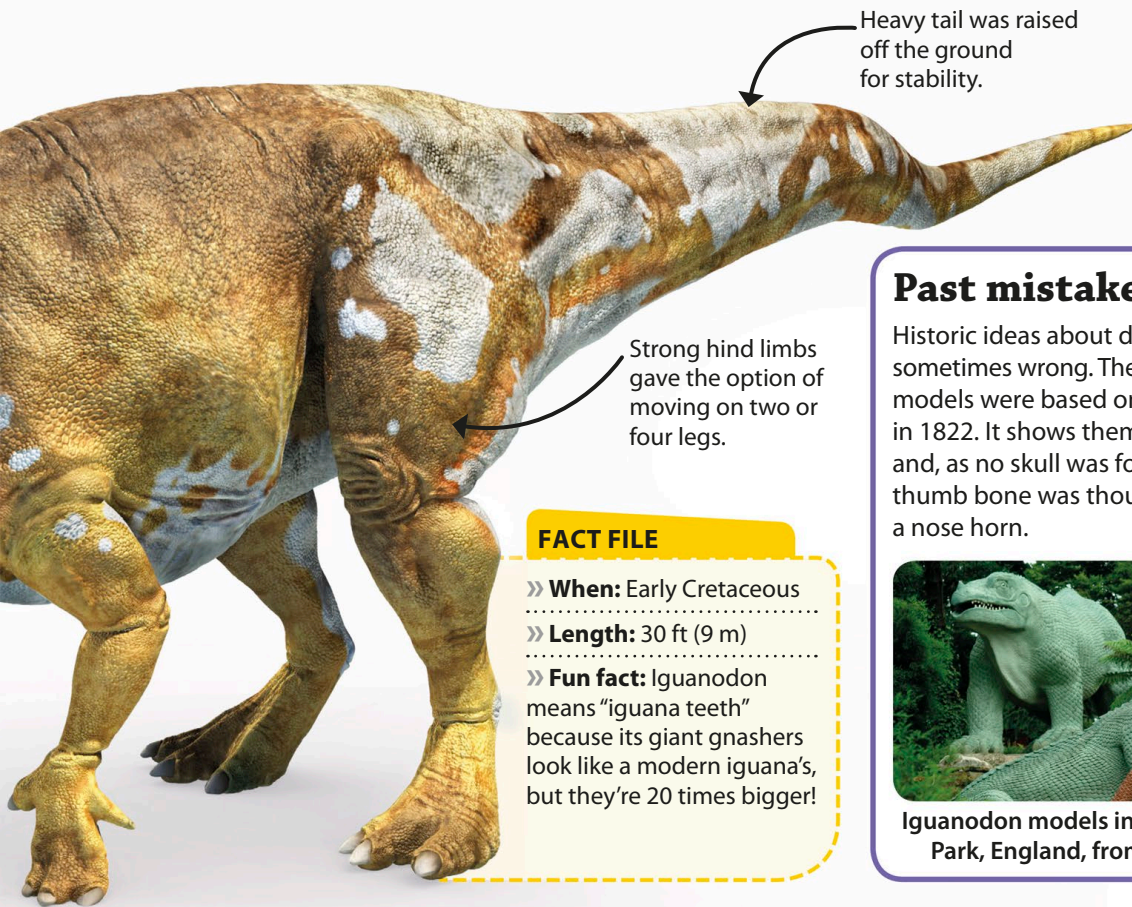 Heavy tail was raised
off the ground
for stability.
Strong hind limbs
gave the option of
moving on two or
four legs.
FACT FILE
» When: Early Cretaceous
» Length: 30 ft (9 m)
» Fun fact: Iguanodon
means “iguana teeth”
because its giant gnashers
look like a modern iguana’s,
but they’re 20 times bigger!
Past mistake
Historic ideas about d
sometimes wrong. The
models were based or
in 1822. It shows them
and, as no skull was fo
thumb bone was thou
a nose horn.
Iguanodon models in
Park, England, from